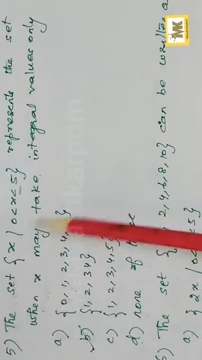 5) The set {x | 0<x<5} represents the set
when x may take integral values only
a) {0, 1, 2, 3, 4,
b) {1, 2, 3 4}
c) {1, 2, 3, 4, 5}
d) none of
The set 2, 4, 6, 8, 10} can be written a
a) {2x | 0<x<5}
MK